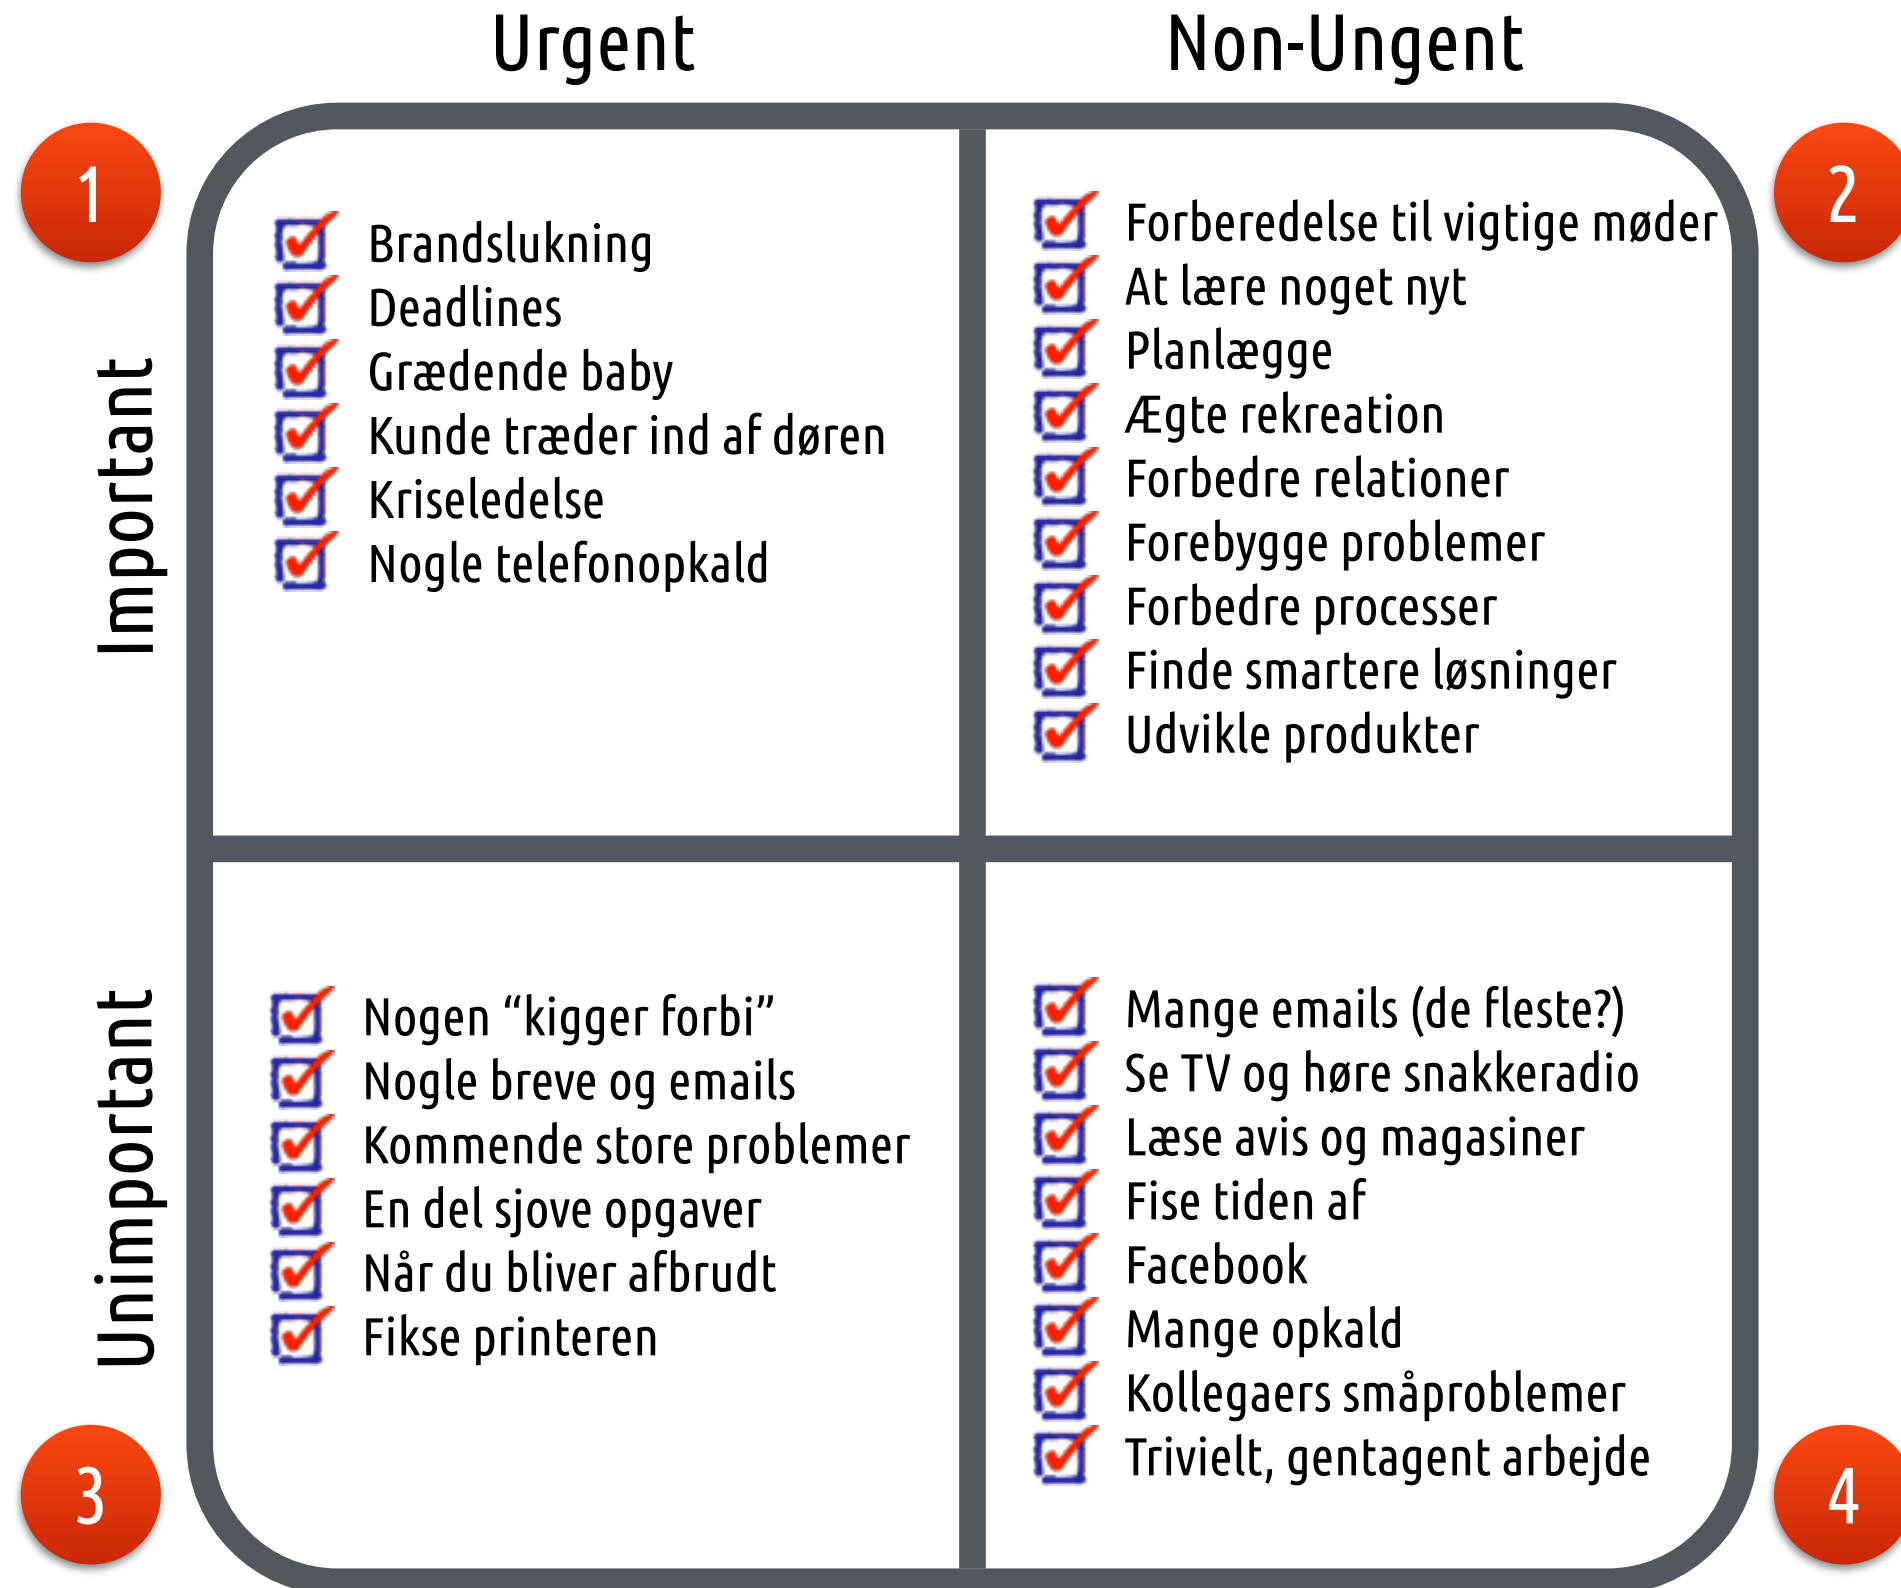 Urgent
Non-Ungent
1
2
Important
Brandslukning
Deadlines
Grædende baby
Kunde træder ind af døren
Kriseledelse
Nogle telefonopkald
Forberedelse til vigtige møder
At lære noget nyt
Planlægge
Ægte rekreation
Forbedre relationer
Forebygge problemer
Forbedre processer
Finde smartere løsninger
Udvikle produkter
Unimportant
Nogen “kigger forbi”
Nogle breve og emails
Kommende store problemer
En del sjove opgaver
Når du bliver afbrudt
Fikse printeren
Mange emails (de fleste?)
Se TV og høre snakkeradio
Læse avis og magasiner
Fise tiden af
Facebook
Mange opkald
Kollegaers småproblemer
Trivielt, gentagent arbejde
3
4